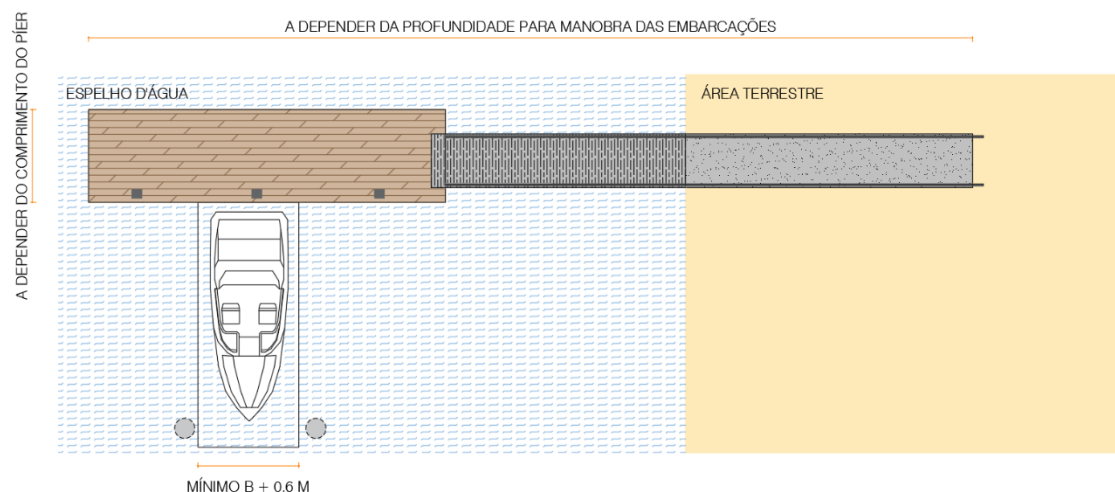 A DEPENDER DA PROFUNDIDADE PARA MANOBRA DAS EMBARCAÇÕES
A DEPENDER DO COMPRIMENTO DO PÍER
ESPELHO D'ÁGUA
ÁREA TERRESTRE
MÍNIMO B + 0.6 M